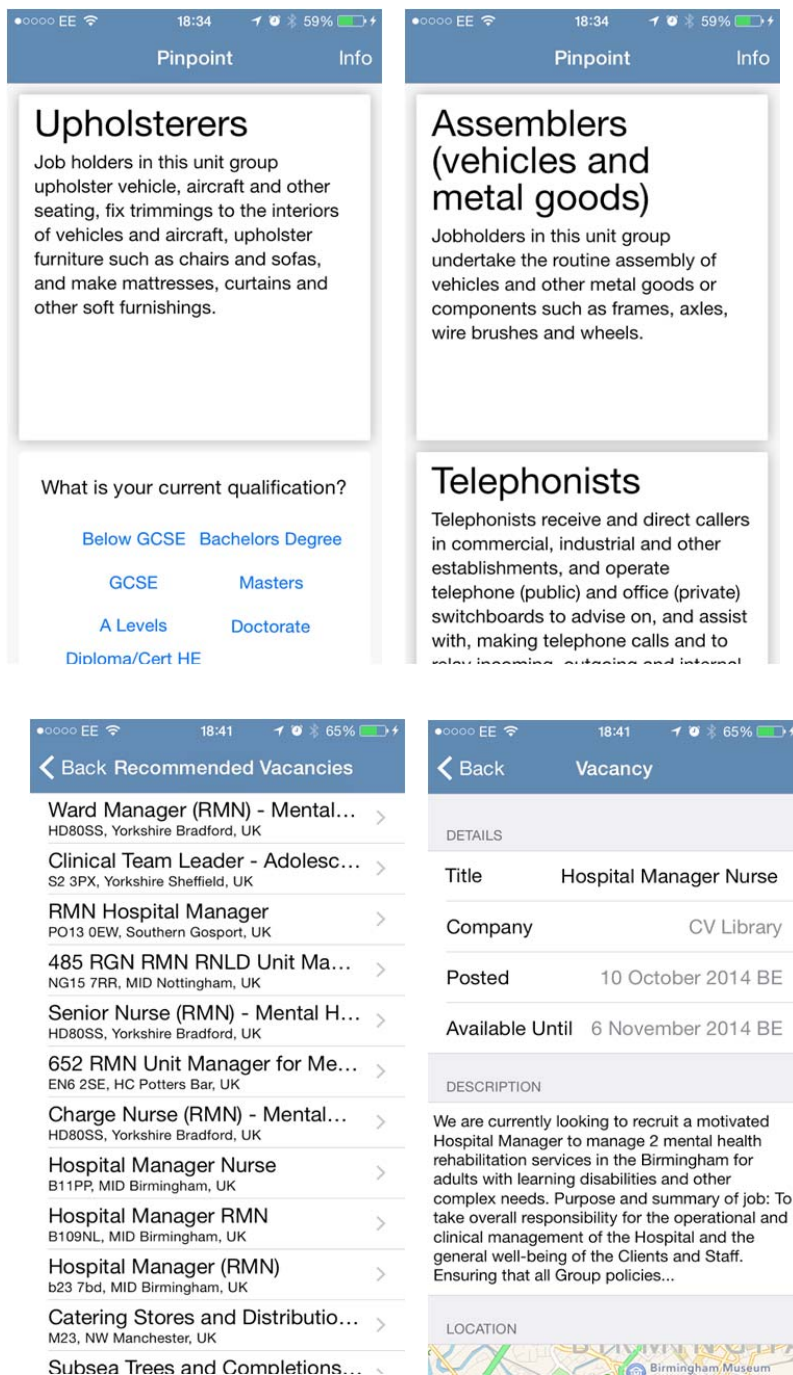 EE 18:34 59%
Pinpoint Info
Upholsterers
Job holders in this unit group
upholster vehicle, aircraft and other
seating, fix trimmings to the interiors
of vehicles and aircraft, upholster
furniture such as chairs and sofas,
and make mattresses, curtains and
other soft furnishings.
What is your current qualification?
Below GCSE Bachelors Degree
GCSE Masters
A Levels Doctorate
Diploma/Cert HE
EE 18:34 59%
Pinpoint Info
Assemblers
(vehicles and
metal goods)
Jobholders in this unit group
undertake the routine assembly of
vehicles and other metal goods or
components such as frames, axles,
wire brushes and wheels.
Telephonists
Telephonists receive and direct callers
in commercial, industrial and other
establishments, and operate
telephone (public) and office (private)
switchboards to advise on, and assist
with, making telephone calls and to
relay incoming, outgoing and internal
EE 18:41 65%
Back Recommended Vacancies
Ward Manager (RMN) - Mental...
HD80SS, Yorkshire Bradford, UK
Clinical Team Leader - Adolesc...
S2 3PX, Yorkshire Sheffield, UK
RMN Hospital Manager
PO13 0EW, Southern Gosport, UK
485 RGN RMN RNLD Unit Ma...
NG15 7RR, MID Nottingham, UK
Senior Nurse (RMN) - Mental H...
HD80SS, Yorkshire Bradford, UK
652 RMN Unit Manager for Me...
EN6 2SE, HC Potters Bar, UK
Charge Nurse (RMN) - Mental...
HD80SS, Yorkshire Bradford, UK
Hospital Manager Nurse
B11PP, MID Birmingham, UK
Hospital Manager RMN
B109NL, MID Birmingham, UK
Hospital Manager (RMN)
b23 7bd, MID Birmingham, UK
Catering Stores and Distributio...
M23, NW Manchester, UK
Subsea Trees and Completions...
EE 18:41 65%
Back Vacancy
DETAILS
Title Hospital Manager Nurse
Company CV Library
Posted 10 October 2014 BE
Available Until 6 November 2014 BE
DESCRIPTION
We are currently looking to recruit a motivated
Hospital Manager to manage 2 mental health
rehabilitation services in the Birmingham for
adults with learning disabilities and other
complex needs. Purpose and summary of job: To
take overall responsibility for the operational and
clinical management of the Hospital and the
general well-being of the Clients and Staff.
Ensuring that all Group policies...
LOCATION
Birmingham Museum